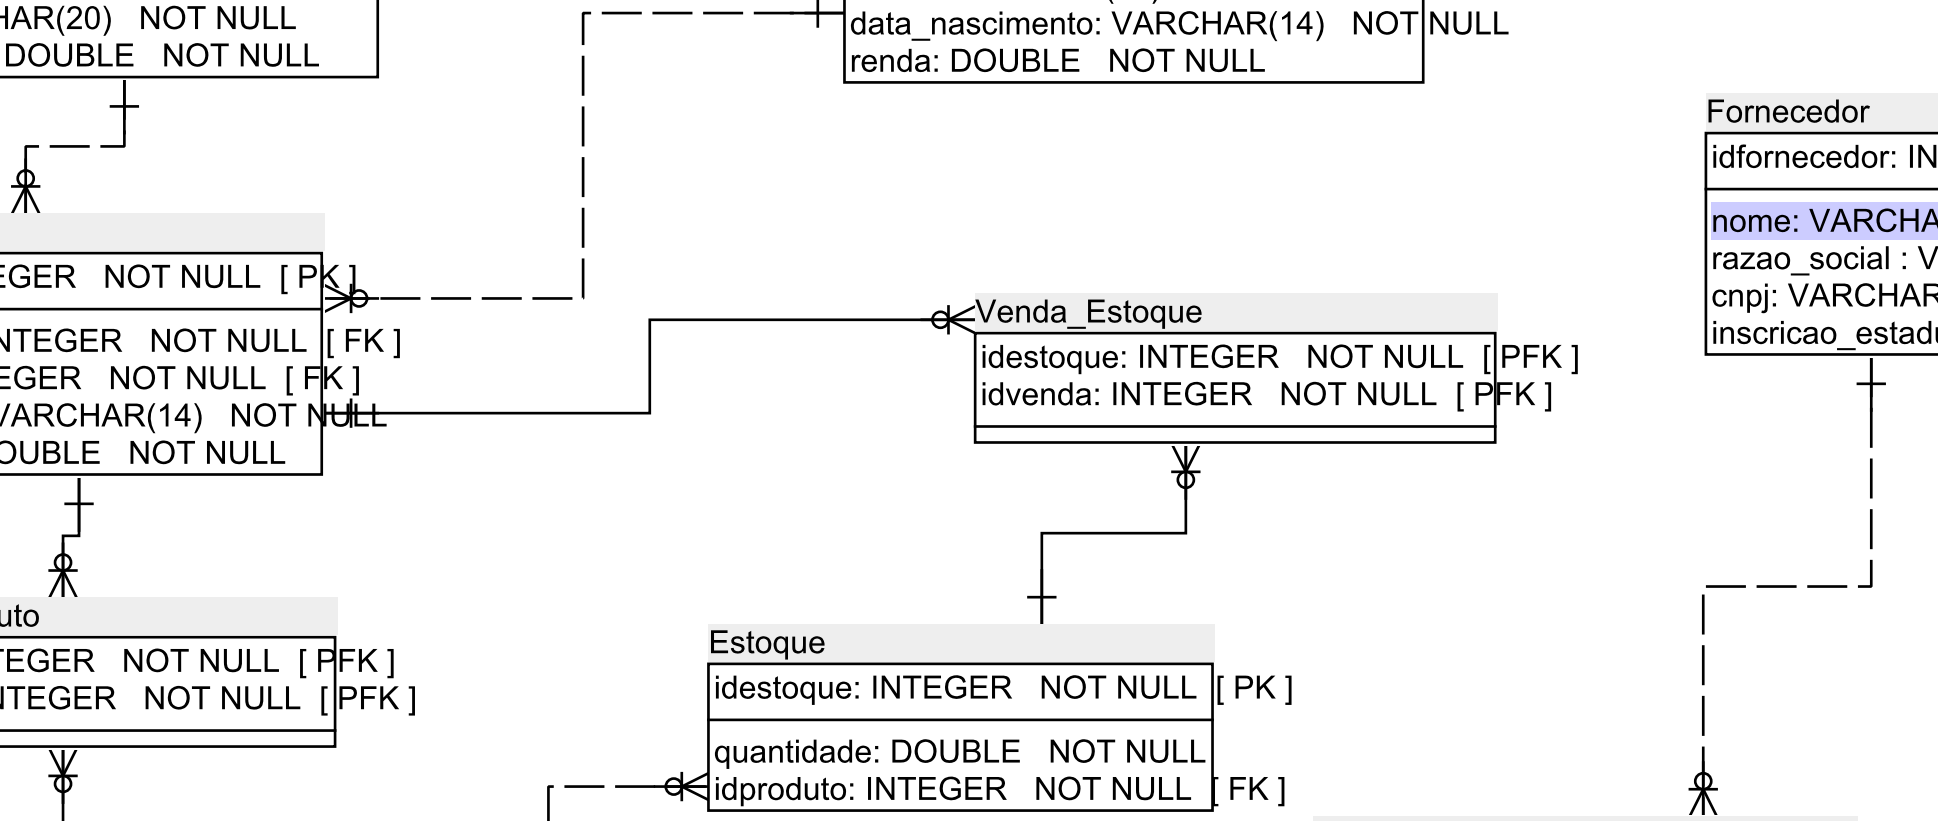 HAR(20) NOT NULL
DOUBLE NOT NULL
data_nascimento: VARCHAR(14) NOT NULL
renda: DOUBLE NOT NULL
Fornecedor
idfornecedor: IN
nome: VARCHA
razao_social : V
cnpj: VARCHAR
inscricao_estadu
EGER NOT NULL [ PK ]
NTEGER NOT NULL [ FK ]
EGER NOT NULL [ FK ]
VARCHAR(14) NOT NULL
OUBLE NOT NULL
Venda_Estoque
idestoque: INTEGER NOT NULL [ PFK ]
idvenda: INTEGER NOT NULL [ PFK ]
uto
TEGER NOT NULL [ PFK ]
NTEGER NOT NULL [ PFK ]
Estoque
idestoque: INTEGER NOT NULL [ PK ]
quantidade: DOUBLE NOT NULL
idproduto: INTEGER NOT NULL [ FK ]